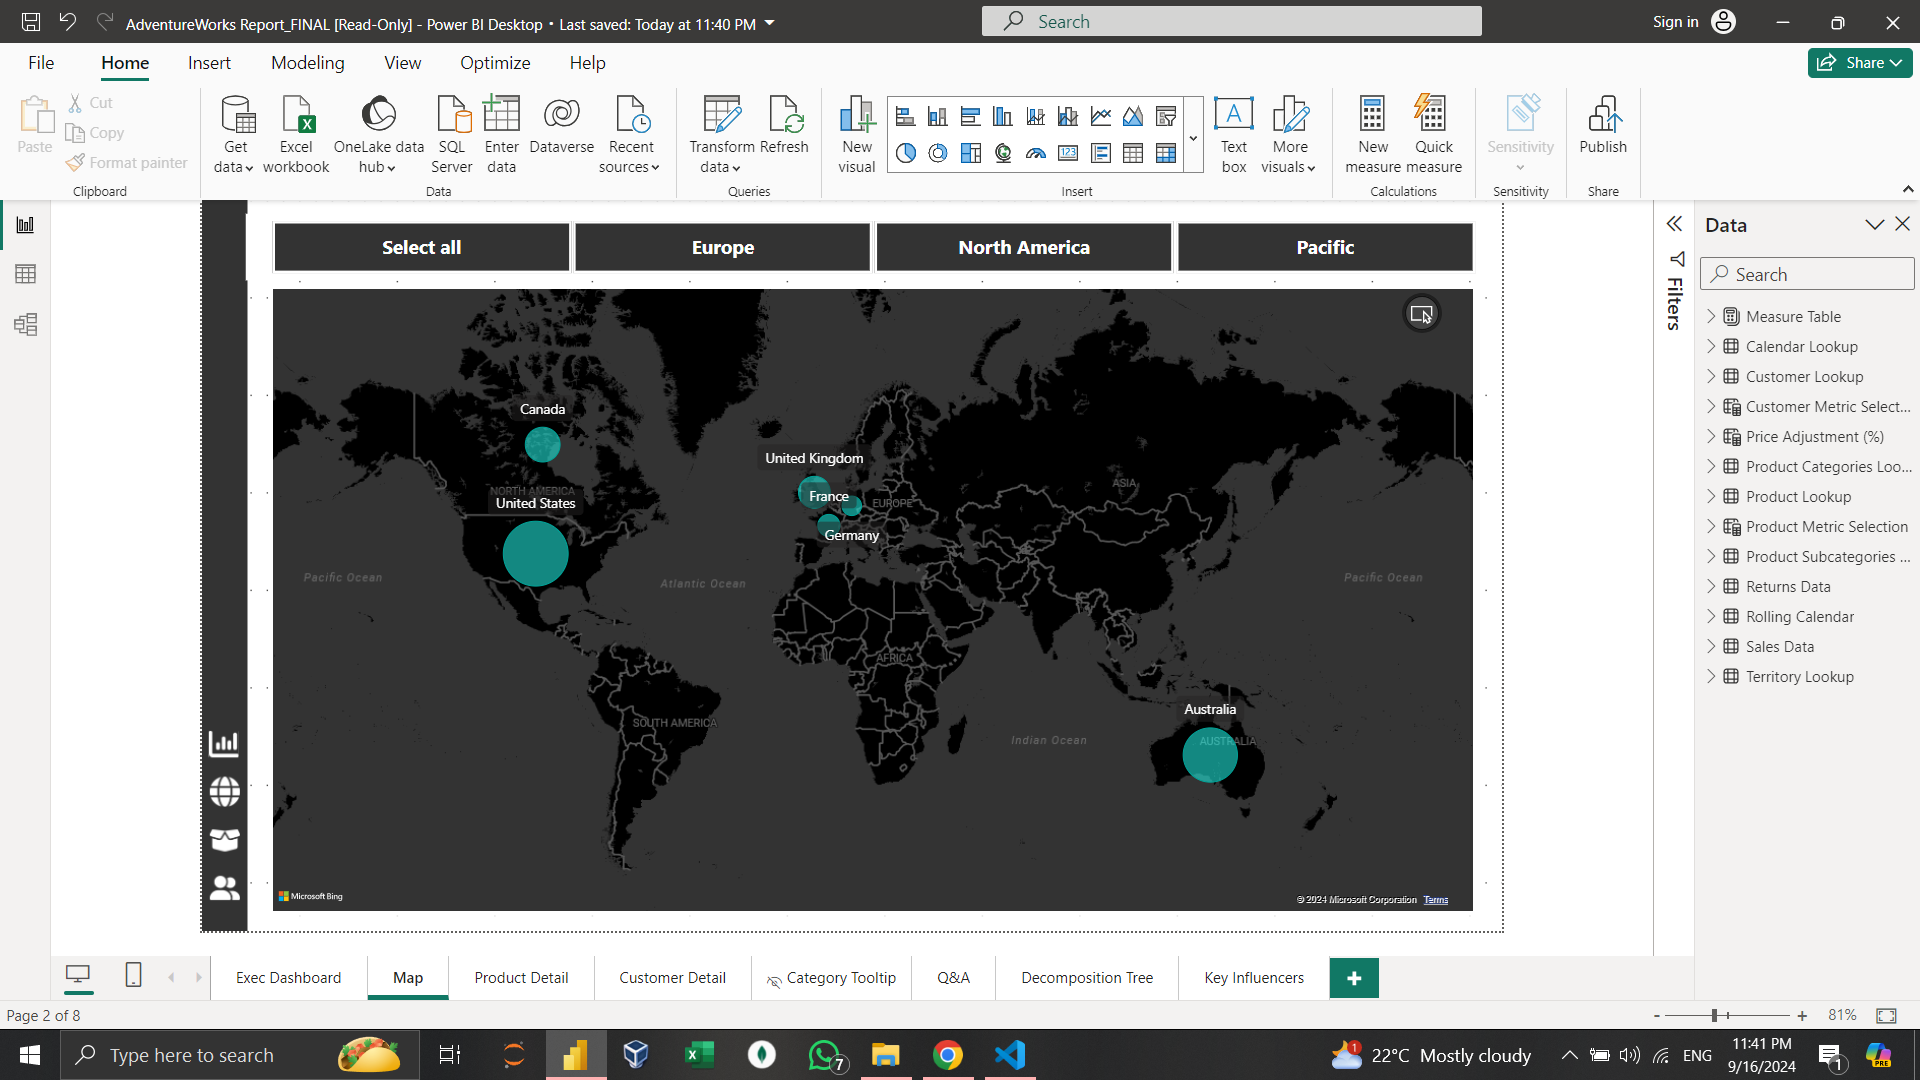 AdventureWorks Report_FINAL [Read-Only] - Power BI Desktop • Last saved: Today at 11:40 PM
Search
Sign in
File
Home
Insert
Modeling
View
Optimize
Help
Share
Paste
Cut
Copy
Format painter
Clipboard
Get data
Excel workbook
OneLake data hub
SQL Server
Enter data
Dataverse
Recent sources
Data
Transform data
Refresh
Queries
New visual
123
Insert
A
Text box
More visuals
New measure
Quick measure
Calculations
Sensitivity
Sensitivity
Publish
Share
Select all
Europe
North America
Pacific
Canada
NORTH AMERICA
United States
United Kingdom
France
EUROPE
Germany
ASIA
Pacific Ocean
Atlantic Ocean
Pacific Ocean
AFRICA
SOUTH AMERICA
Indian Ocean
Australia
AUSTRALIA
Microsoft Bing
© 2024 Microsoft Corporation Terms
Filters
Data
Search
Measure Table
Calendar Lookup
Customer Lookup
Customer Metric Select...
Price Adjustment (%)
Product Categories Loo...
Product Lookup
Product Metric Selection
Product Subcategories ...
Returns Data
Rolling Calendar
Sales Data
Territory Lookup
Exec Dashboard
Map
Product Detail
Customer Detail
Category Tooltip
Q&A
Decomposition Tree
Key Influencers
Page 2 of 8
- + 81%
Type here to search
7
1
22°C Mostly cloudy
ENG
11:41 PM
9/16/2024
1
PRE